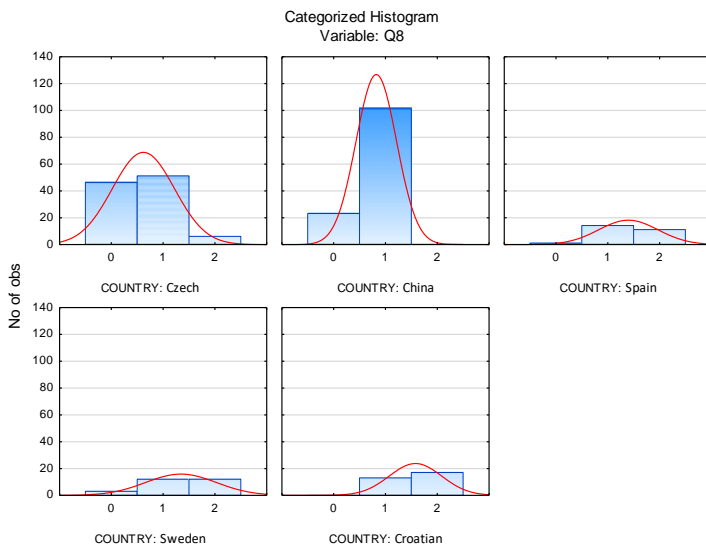 Categorized Histogram
Variable: Q8
No of obs
140
120
100
80
60
40
20
0
0 1 2
COUNTRY: Czech
0 1 2
COUNTRY: China
0 1 2
COUNTRY: Spain
140
120
100
80
60
40
20
0
0 1 2
COUNTRY: Sweden
0 1 2
COUNTRY: Croatian